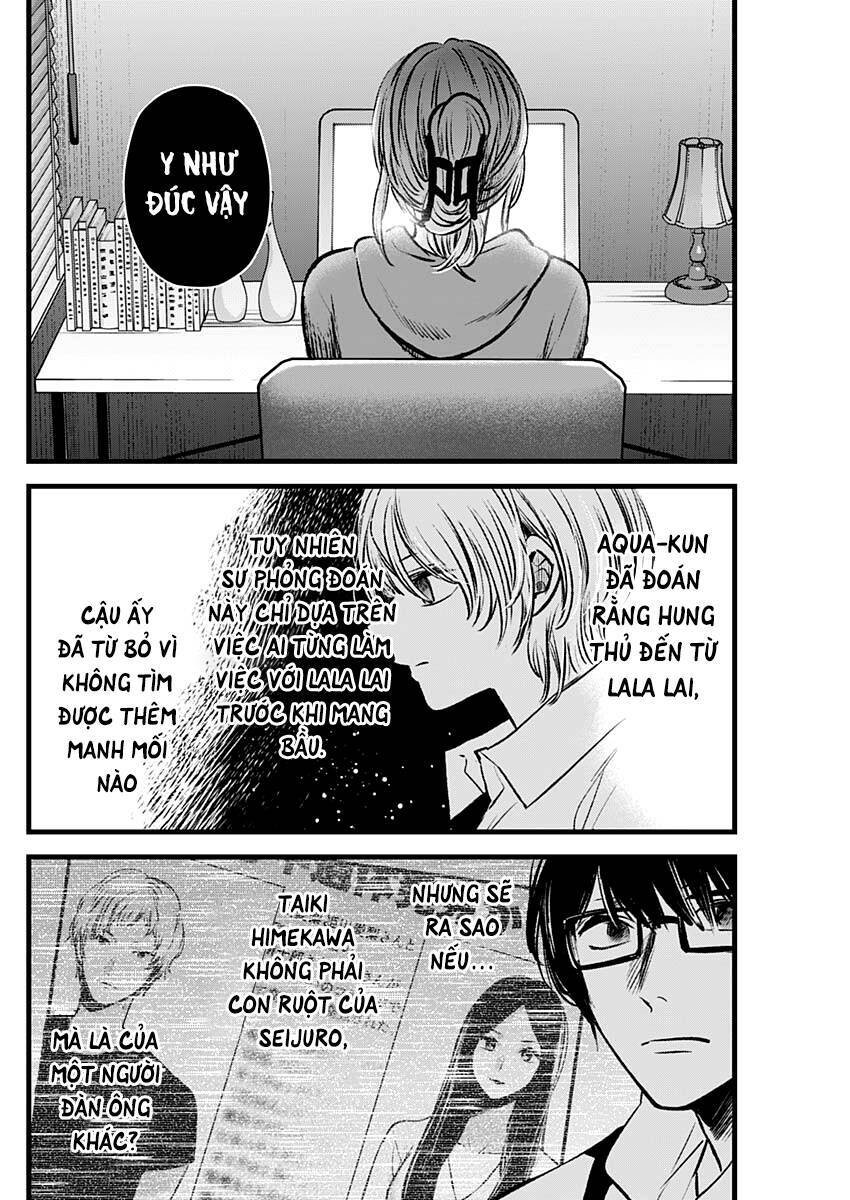 Y NHƯ
ĐÚC VẬY
AQUA-KUN
ĐÃ ĐOÁN
RẰNG HUNG
THỦ ĐẾN TỪ
LALA LAI,
TUY NHIÊN
SỰ PHỎNG ĐOÁN
NÀY CHỈ DỰA TRÊN
VIỆC AI TỪNG LÀM
VIỆC VỚI LALA LAI
TRƯỚC KHI MANG
BẦU.
CẬU ẤY
ĐÃ TỪ BỎ VÌ
KHÔNG TÌM
ĐƯỢC THÊM
MANH MỐI
NÀO
NHƯNG SẼ
RA SAO
NẾU...
TAIKI
HIMEKAWA
KHÔNG PHẢI
CON RUỘT CỦA
SEIJURO,
MÀ LÀ CỦA
MỘT NGƯỜI
ĐÀN ÔNG
KHÁC?